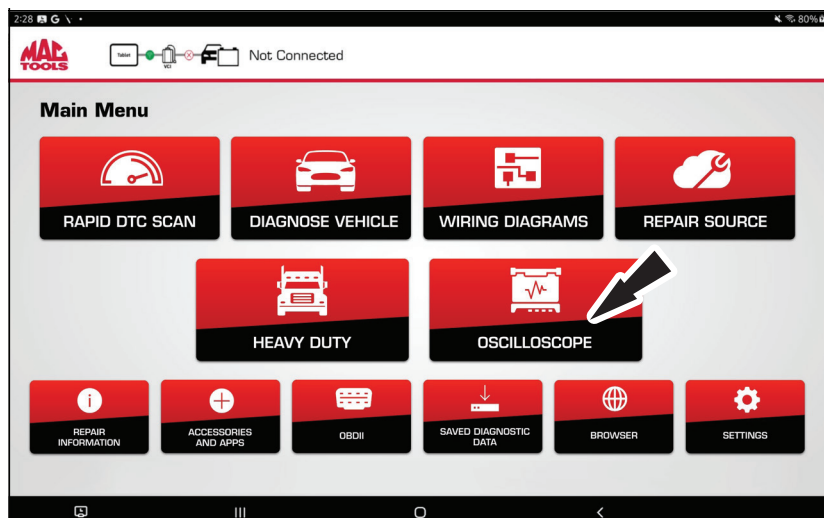 2:28
80%
MAC
TOOLS
Tablet
VCI
Not Connected
Main Menu
RAPID DTC SCAN
DIAGNOSE VEHICLE
WIRING DIAGRAMS
REPAIR SOURCE
HEAVY DUTY
OSCILLOSCOPE
REPAIR
INFORMATION
ACCESSORIES
AND APPS
OBDII
SAVED DIAGNOSTIC
DATA
BROWSER
SETTINGS